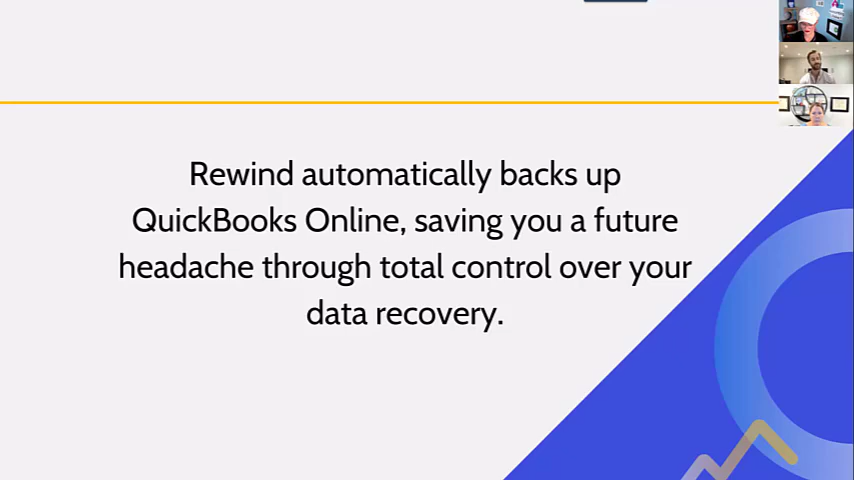 Rewind automatically backs up
QuickBooks Online, saving you a future
headache through total control over your
data recovery.